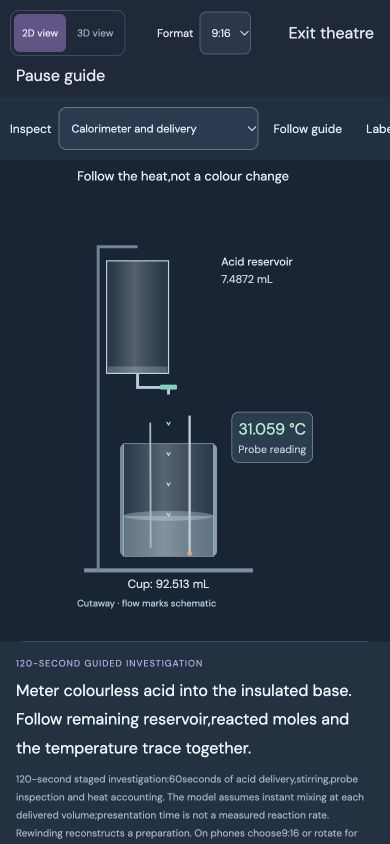 2D view 3D view Format 9:16 Exit theatre
Pause guide
Inspect Calorimeter and delivery Follow guide Labe
Follow the heat,not a colour change
Acid reservoir
7.4872 mL
31.059 °C
Probe reading
Cup: 92.513 mL
Cutaway · flow marks schematic
120-SECOND GUIDED INVESTIGATION
Meter colourless acid into the insulated base.
Follow remaining reservoir,reacted moles and
the temperature trace together.
120-second staged investigation:60seconds of acid delivery,stirring,probe
inspection and heat accounting. The model assumes instant mixing at each
delivered volume;presentation time is not a measured reaction rate.
Rewinding reconstructs a preparation. On phones choose9:16 or rotate for